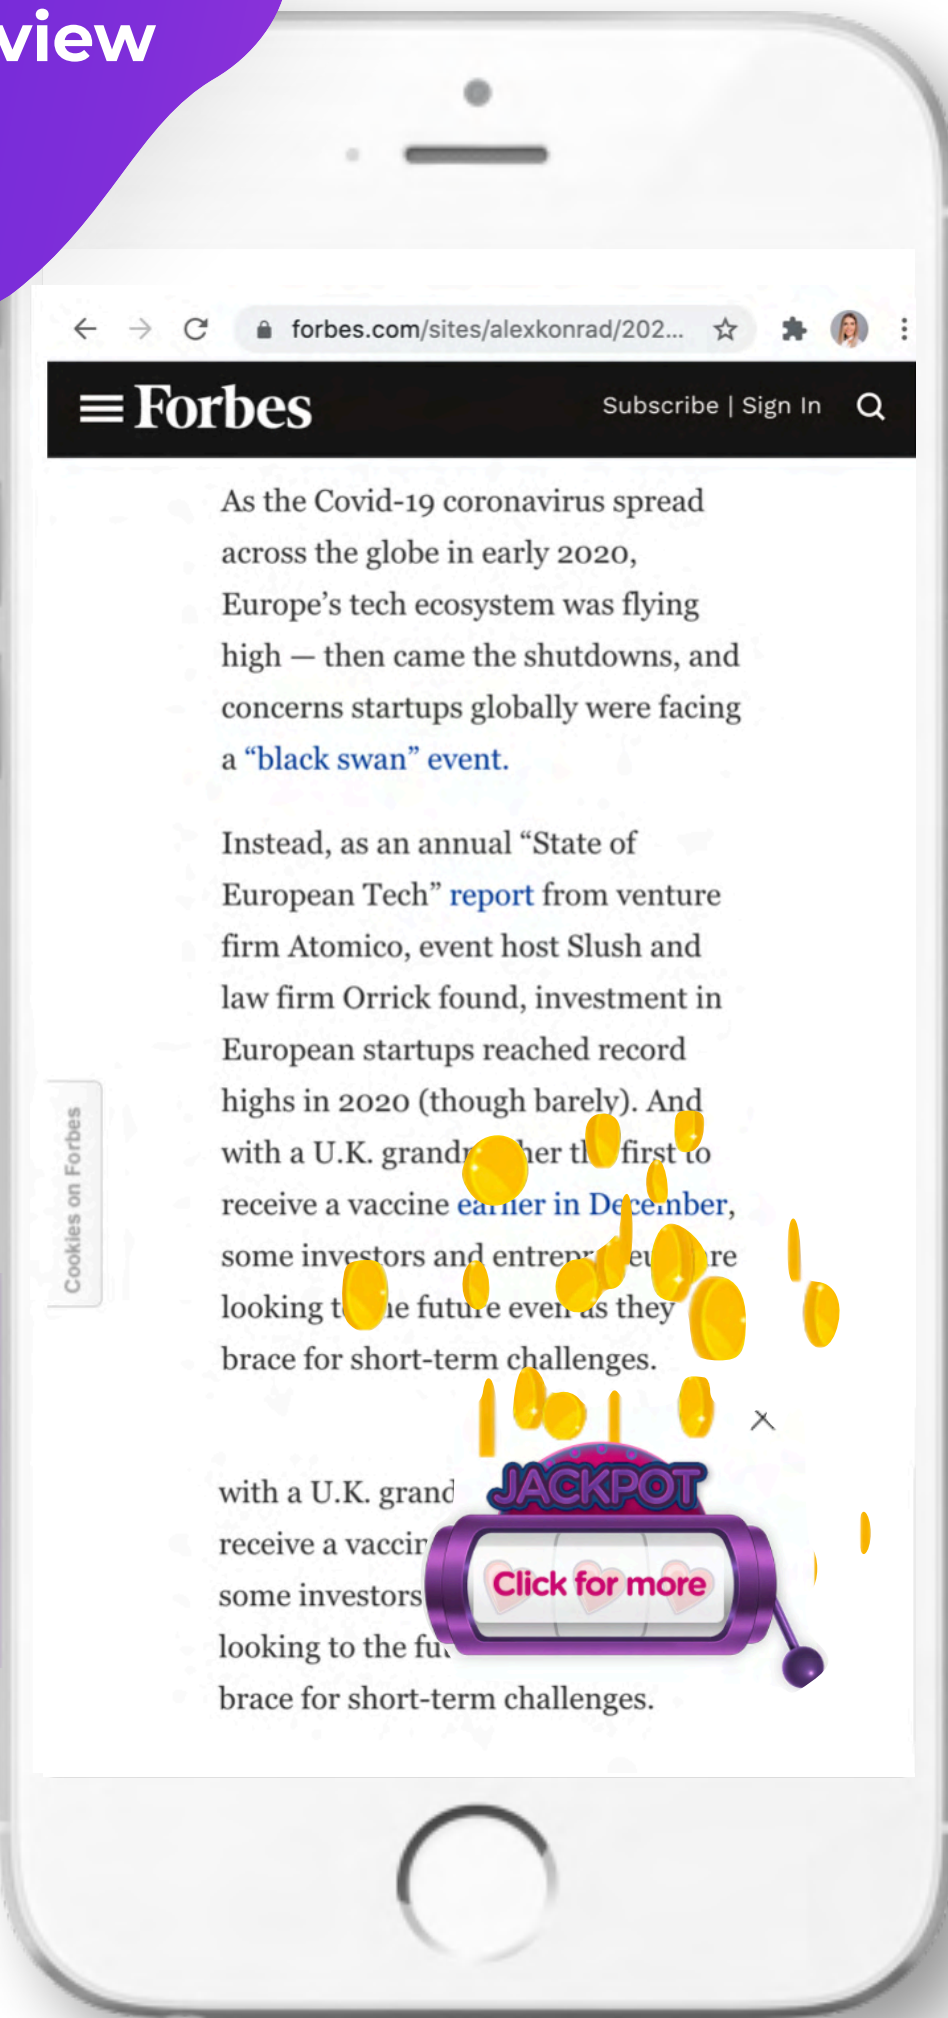 view
forbes.com/sites/alexkonrad/202...
Forbes
Subscribe | Sign In
As the Covid-19 coronavirus spread
across the globe in early 2020,
Europe's tech ecosystem was flying
high — then came the shutdowns, and
concerns startups globally were facing
a “black swan” event.
Instead, as an annual “State of
European Tech” report from venture
firm Atomico, event host Slush and
law firm Orrick found, investment in
European startups reached record
highs in 2020 (though barely). And
with a U.K. first to
receive a vaccine earlier in December,
some investors and
looking to the future even as they
brace for short-term challenges.
Cookies on Forbes
JACKPOT
Click for more
with a U.K. grand
receive a vaccin
some investors
looking to the fu
brace for short-term challenges.